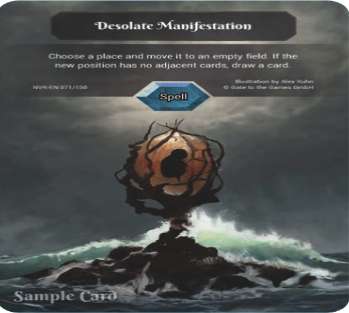 Desolate Manifestation
Choose a place and move it to an empty field. If the
new position has no adjacent cards, draw a card.
Illustration by Alex Kuhn
NVR-EN 071/150
© Gate to the Games GmbH
Spell
Sample Card